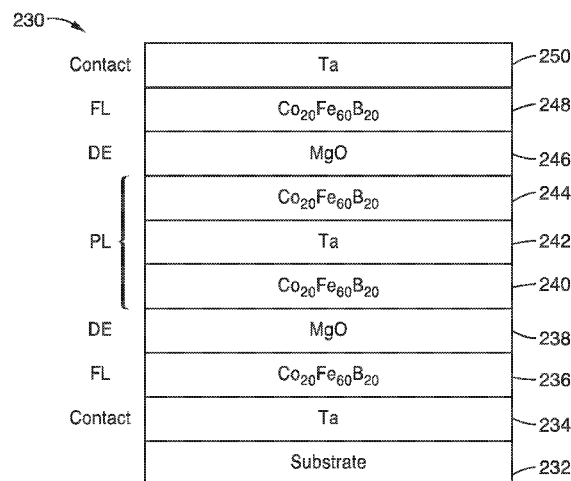 230
Contact Ta 250
FL Co₂₀Fe₆₀B₂₀ 248
DE MgO 246
Co₂₀Fe₆₀B₂₀ 244
PL Ta 242
Co₂₀Fe₆₀B₂₀ 240
DE MgO 238
FL Co₂₀Fe₆₀B₂₀ 236
Contact Ta 234
Substrate 232